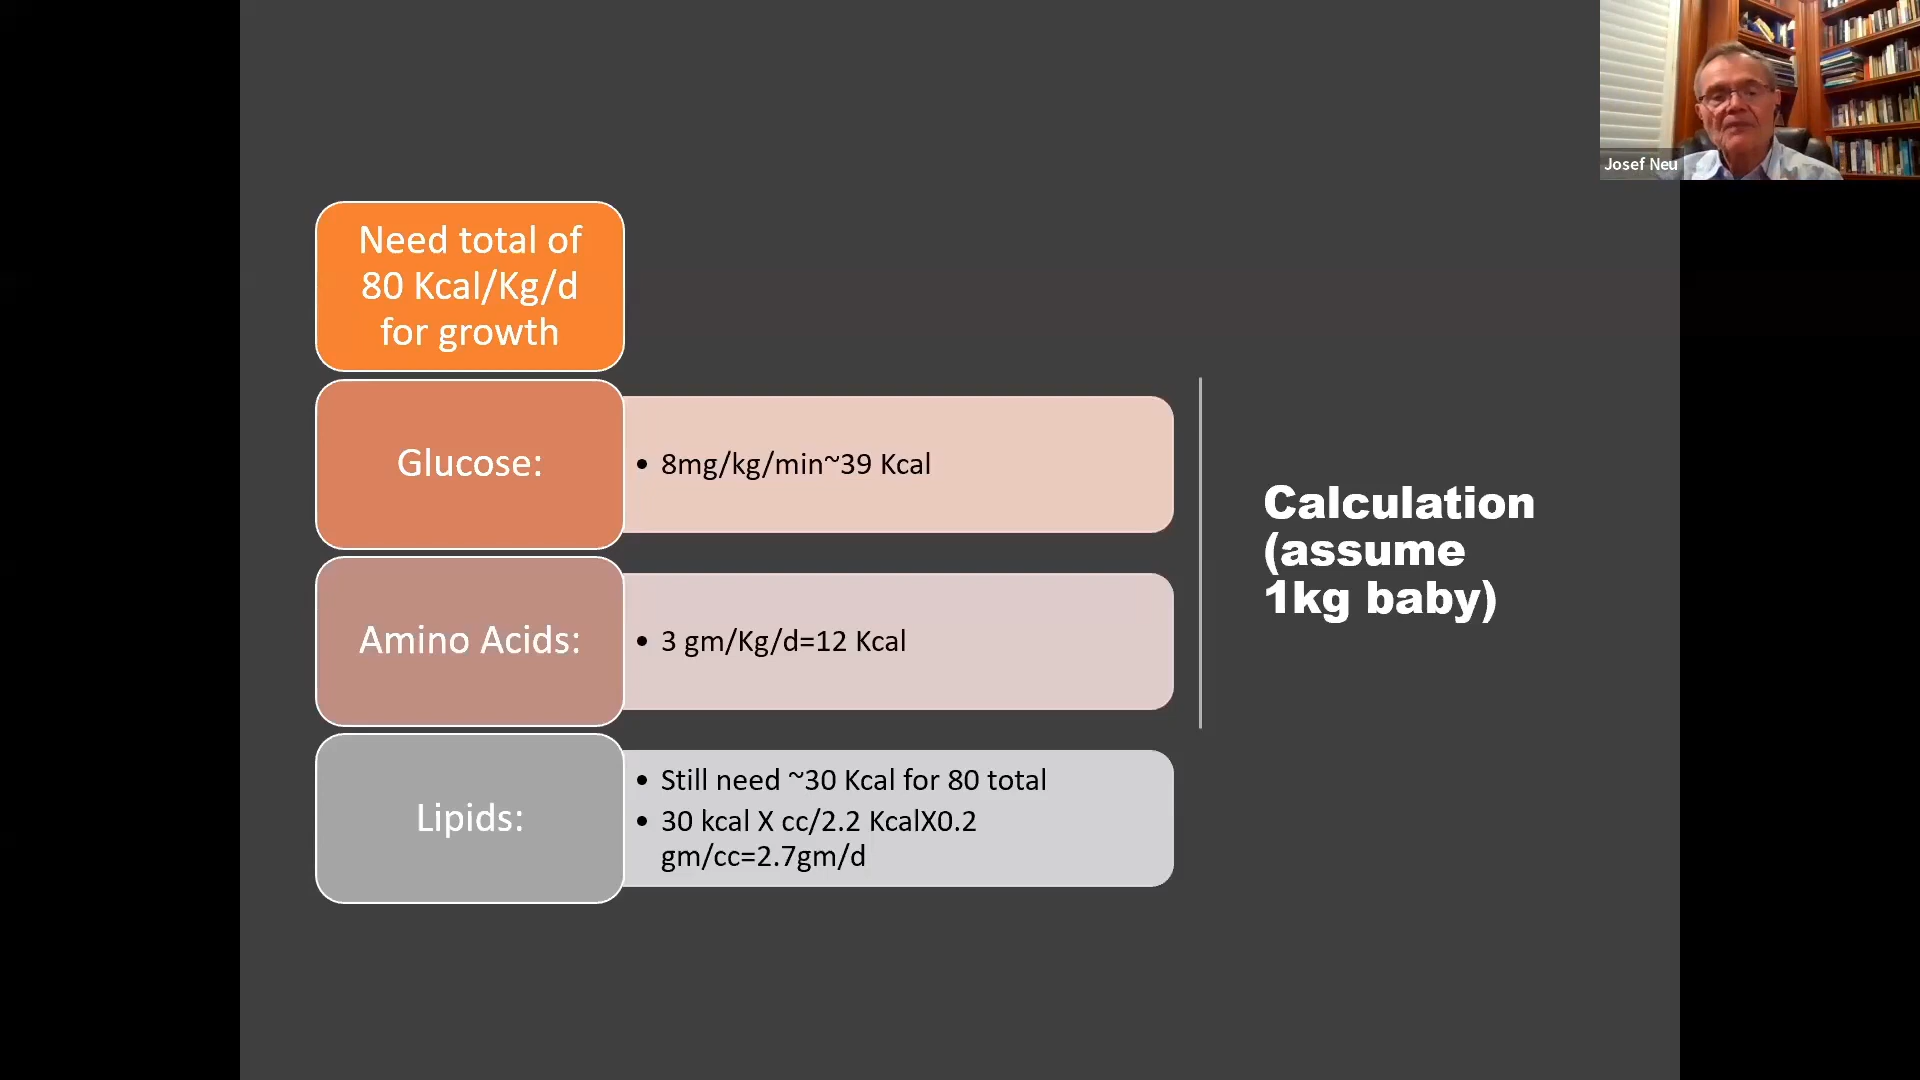 Josef Neu
Need total of
80 Kcal/Kg/d
for growth
Glucose:
• 8mg/kg/min~39 Kcal
Amino Acids:
• 3 gm/Kg/d=12 Kcal
Lipids:
• Still need ~30 Kcal for 80 total
• 30 kcal X cc/2.2 KcalX0.2
gm/cc=2.7gm/d
Calculation
(assume
1kg baby)